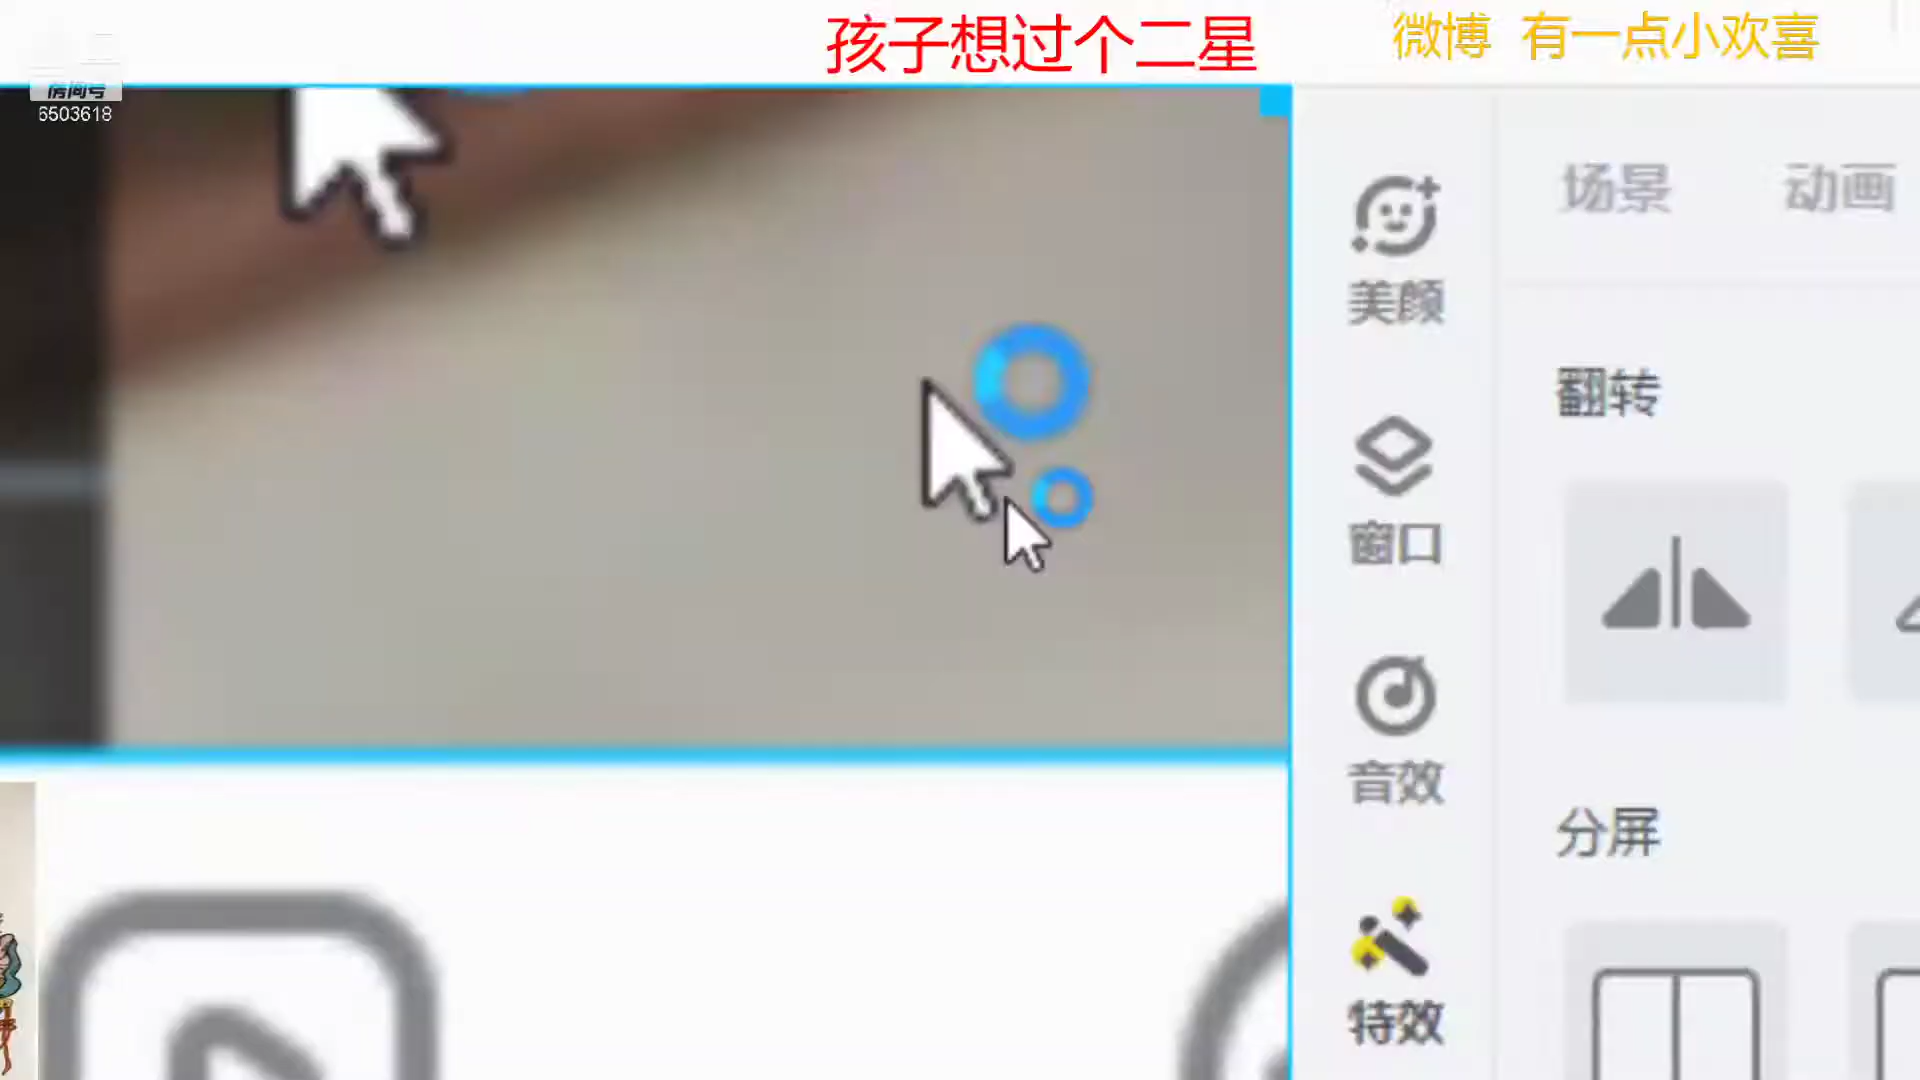 孩子想过个二星
微博 有一点小欢喜
房间号
6503618
场景 动画
美颜
翻转
窗口
音效
分屏
特效